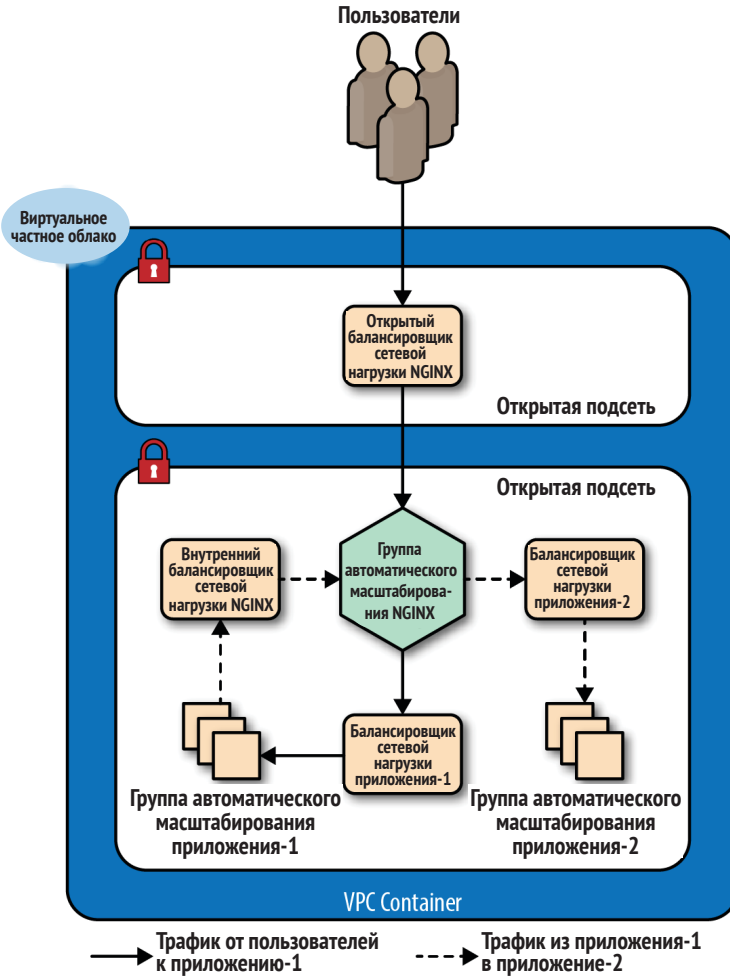 Пользователи
Виртуальное
частное облако
Открытый
балансировщик
сетевой
нагрузки NGINX
Открытая подсеть
Открытая подсеть
Внутренний
балансировщик
сетевой
нагрузки NGINX
Группа
автоматического
масштабирова-
ния NGINX
Балансировщик
сетевой
нагрузки
приложения-2
Балансировщик
сетевой
нагрузки
приложения-1
Группа автоматического
масштабирования
приложения-1
Группа автоматического
масштабирования
приложения-2
VPC Container
Трафик от пользователей
к приложению-1
Трафик из приложения-1
в приложение-2